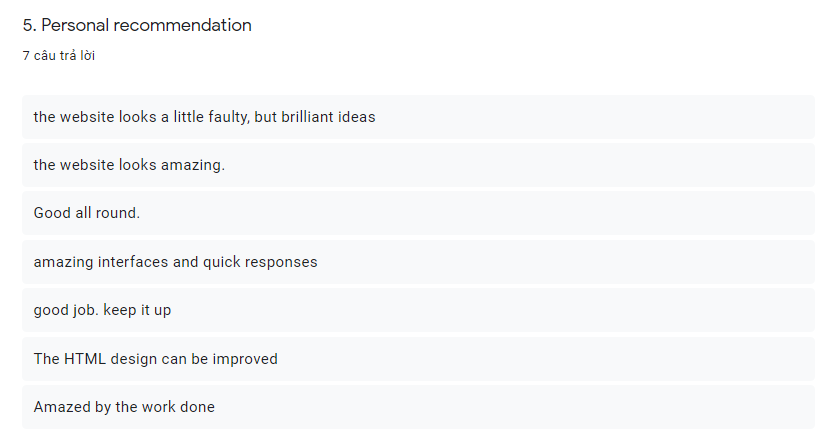 5. Personal recommendation
7 câu trả lời
the website looks a little faulty, but brilliant ideas
the website looks amazing.
Good all round.
amazing interfaces and quick responses
good job. keep it up
The HTML design can be improved
Amazed by the work done